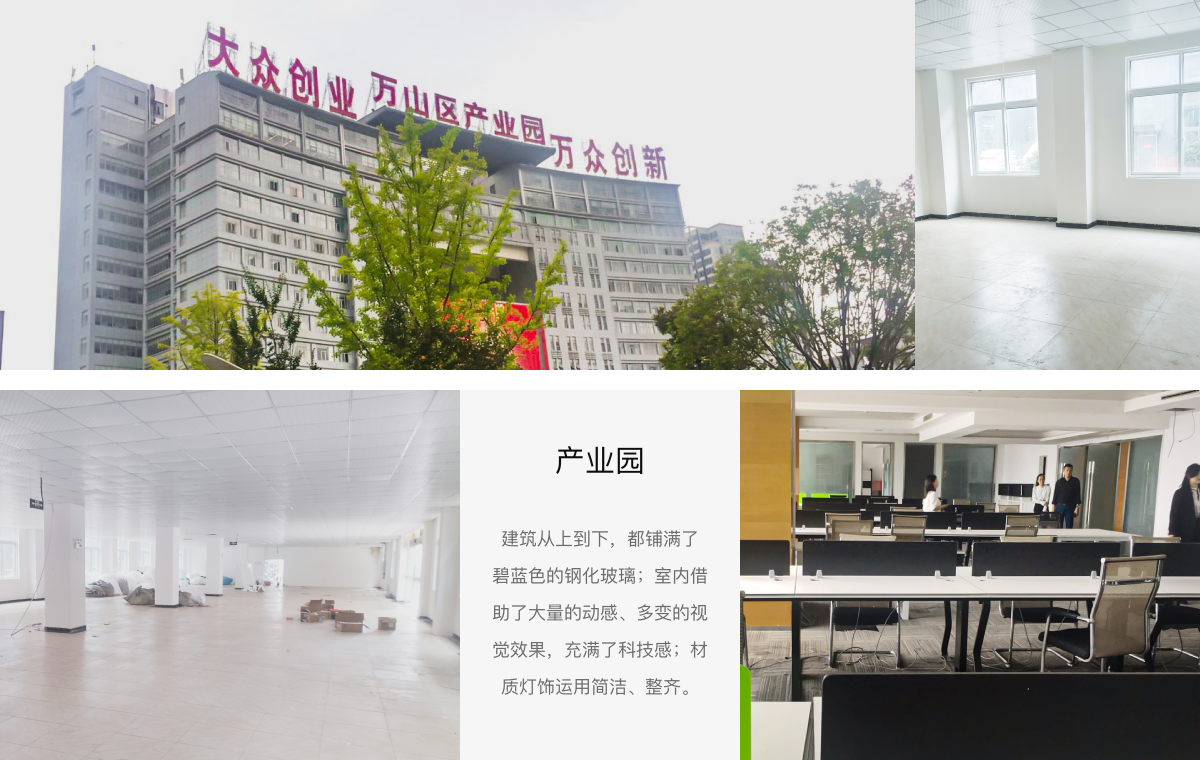 大众创业
万山区产业园
万众创新
产业园
建筑从上到下，都铺满了
碧蓝色的钢化玻璃；室内借
助了大量的动感、多变的视
觉效果，充满了科技感；材
质灯饰运用简洁、整齐。